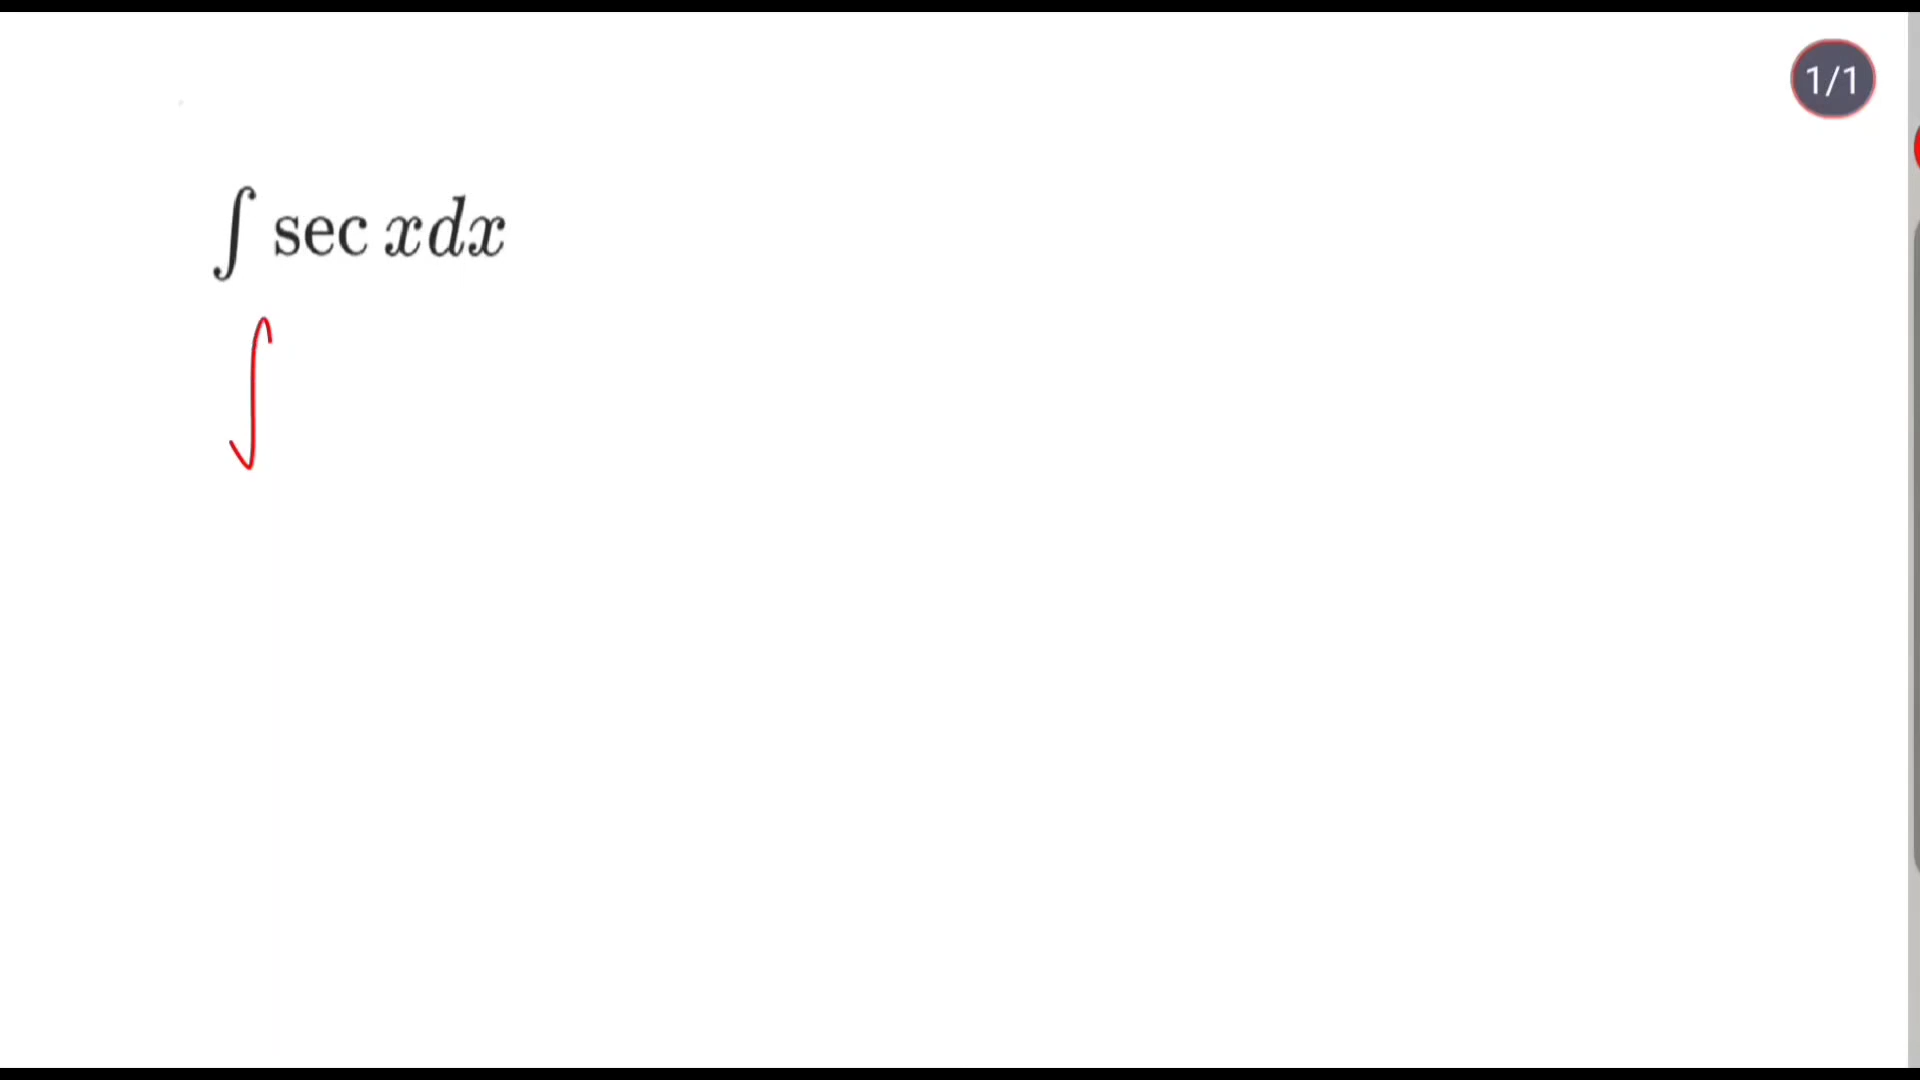 1/1
∫ sec x dx
∫